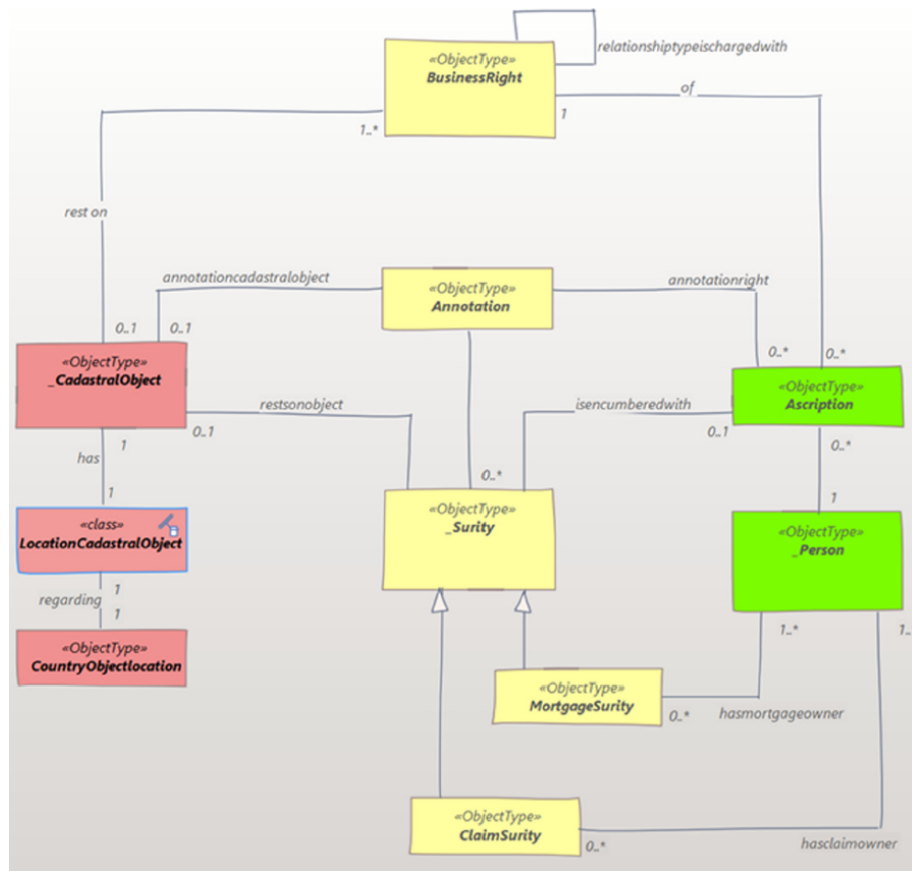 «ObjectType»
BusinessRight
relationshiptypeischargedwith
of
1
1..*
rest on
annotationcadastralobject
«ObjectType»
Annotation
annotationright
0..1
0..1
0..*
0..*
«ObjectType»
_CadastralObject
«ObjectType»
Ascription
restsonobject
isencumberedwith
0..1
0..1
1
has
1
0..*
0..*
1
«ObjectType»
_Surity
«class»
LocationCadastralObject
«ObjectType»
_Person
1
regarding
1
«ObjectType»
CountryObjectlocation
1..*
1..
«ObjectType»
MortgageSurity
0..*
hasmortgageowner
«ObjectType»
ClaimSurity
0..*
hasclaimowner